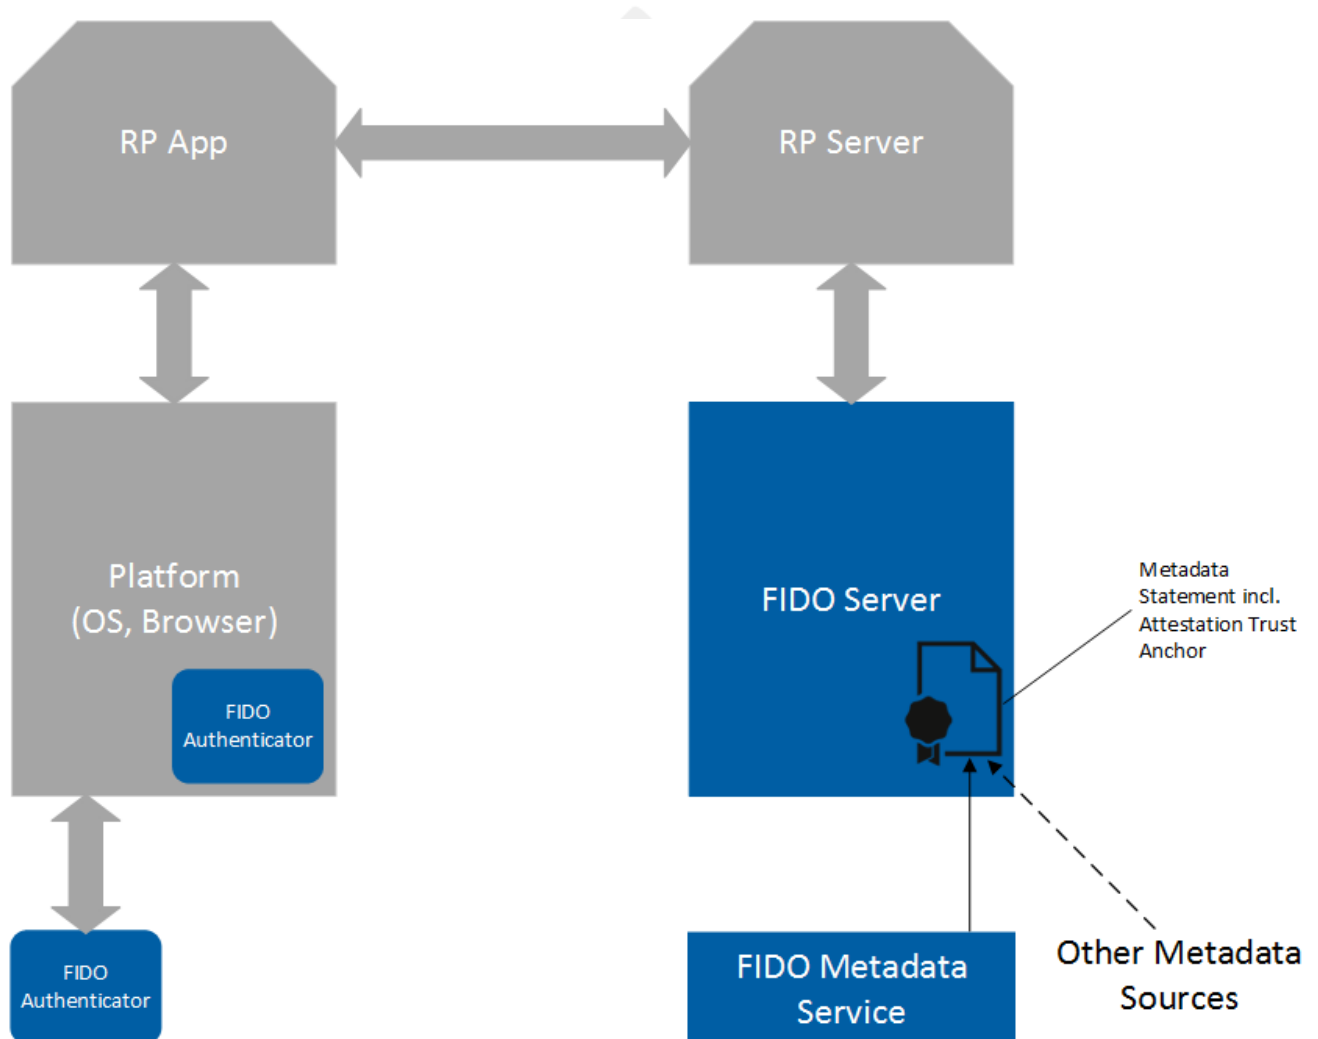 RP App
RP Server
Platform
(OS, Browser)
FIDO
Authenticator
FIDO Server
Metadata
Statement incl.
Attestation Trust
Anchor
FIDO
Authenticator
FIDO Metadata
Service
Other Metadata
Sources